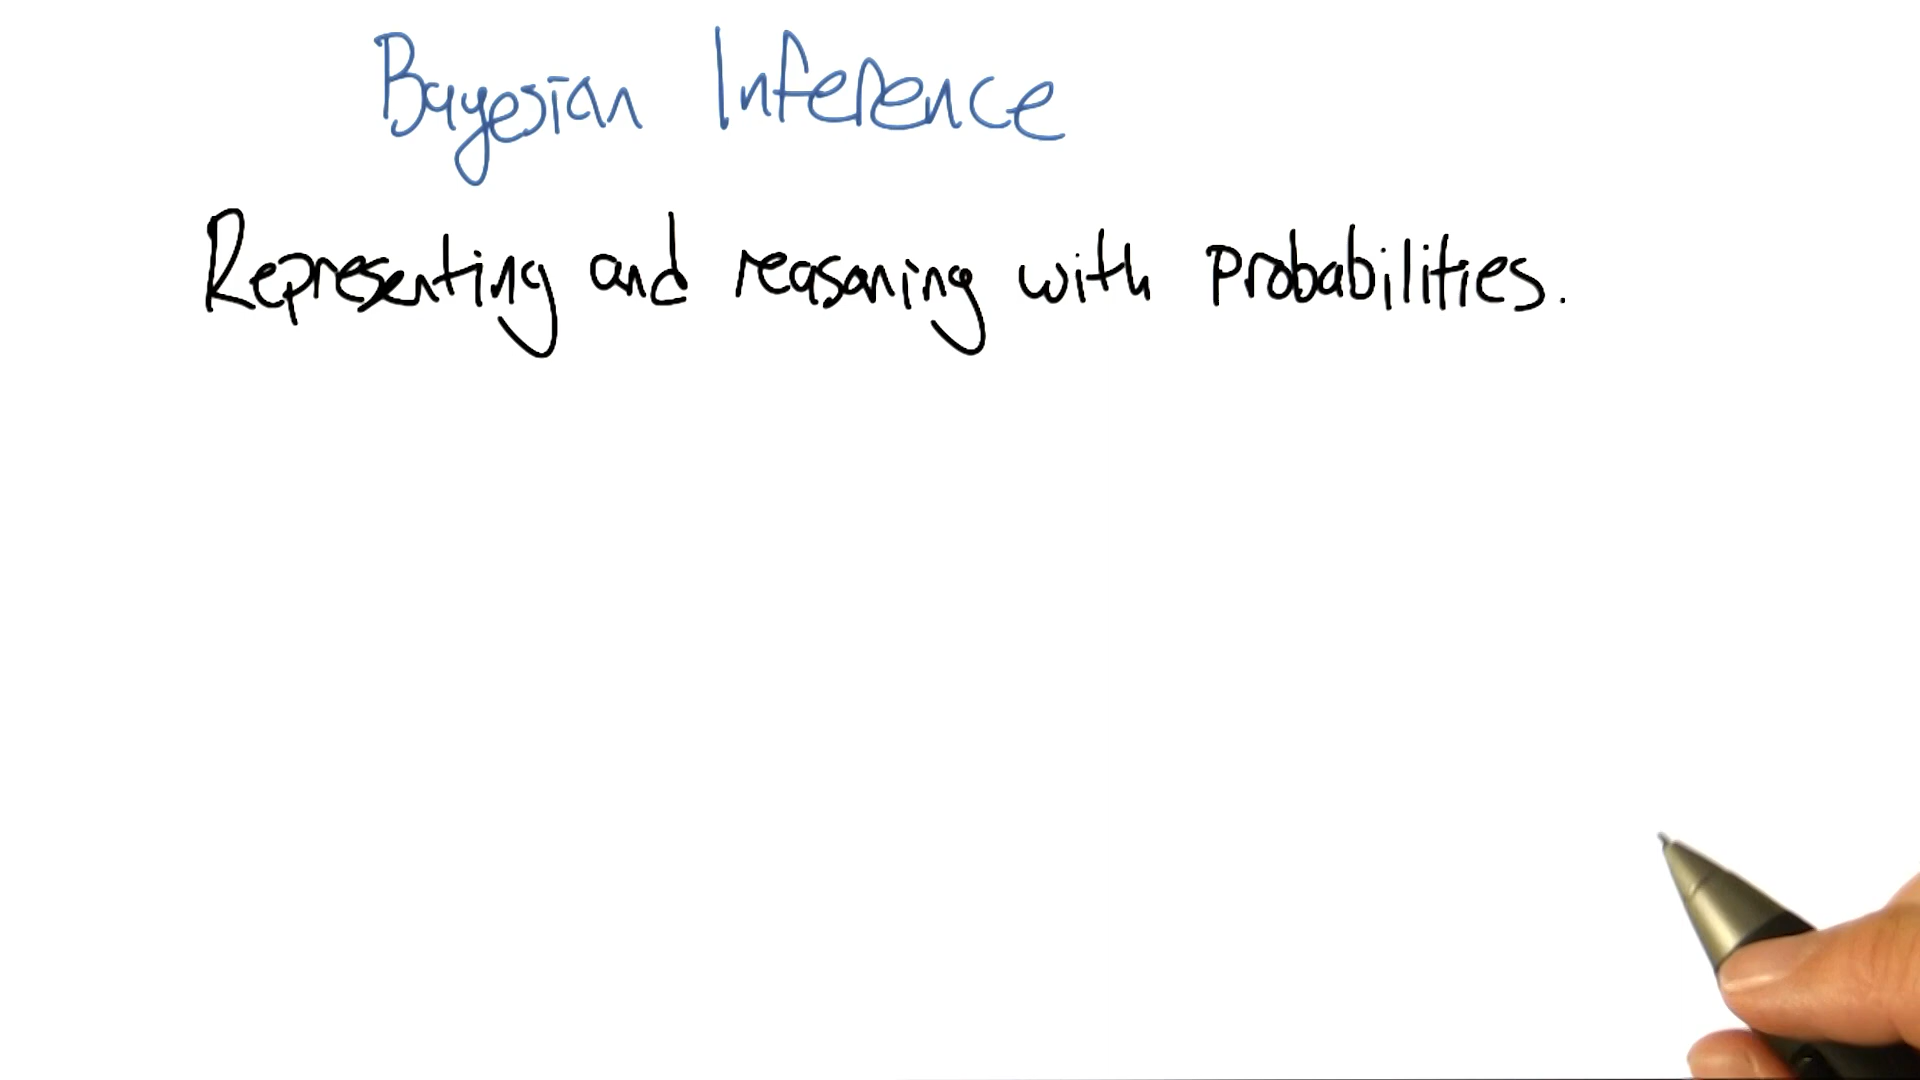 Bayesian Inference
Representing and reasoning with probabilities.